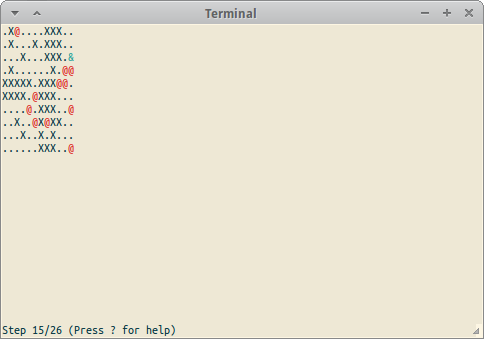 Terminal
.X@....XXX..
.X...X.XXX..
...X...XXX.&
.X......X.@@
XXXXX.XXX@@.
XXXX.@XXX...
....@.XXX..@
..X..@X@XX..
...X..X.X...
......XXX..@
Step 15/26 (Press ? for help)